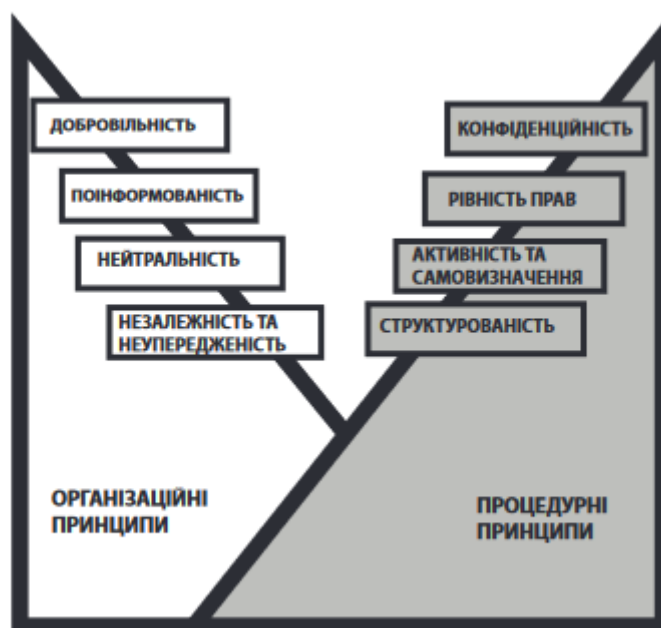 ДОБРОВІЛЬНІСТЬ
ПОІНФОРМОВАНІСТЬ
НЕЙТРАЛЬНІСТЬ
НЕЗАЛЕЖНІСТЬ ТА
НЕУПЕРЕДЖЕНІСТЬ
ОРГАНІЗАЦІЙНІ
ПРИНЦИПИ
КОНФІДЕНЦІЙНІСТЬ
РІВНІСТЬ ПРАВ
АКТИВНІСТЬ ТА
САМОВИЗНАЧЕННЯ
СТРУКТУРОВАНІСТЬ
ПРОЦЕДУРНІ
ПРИНЦИПИ